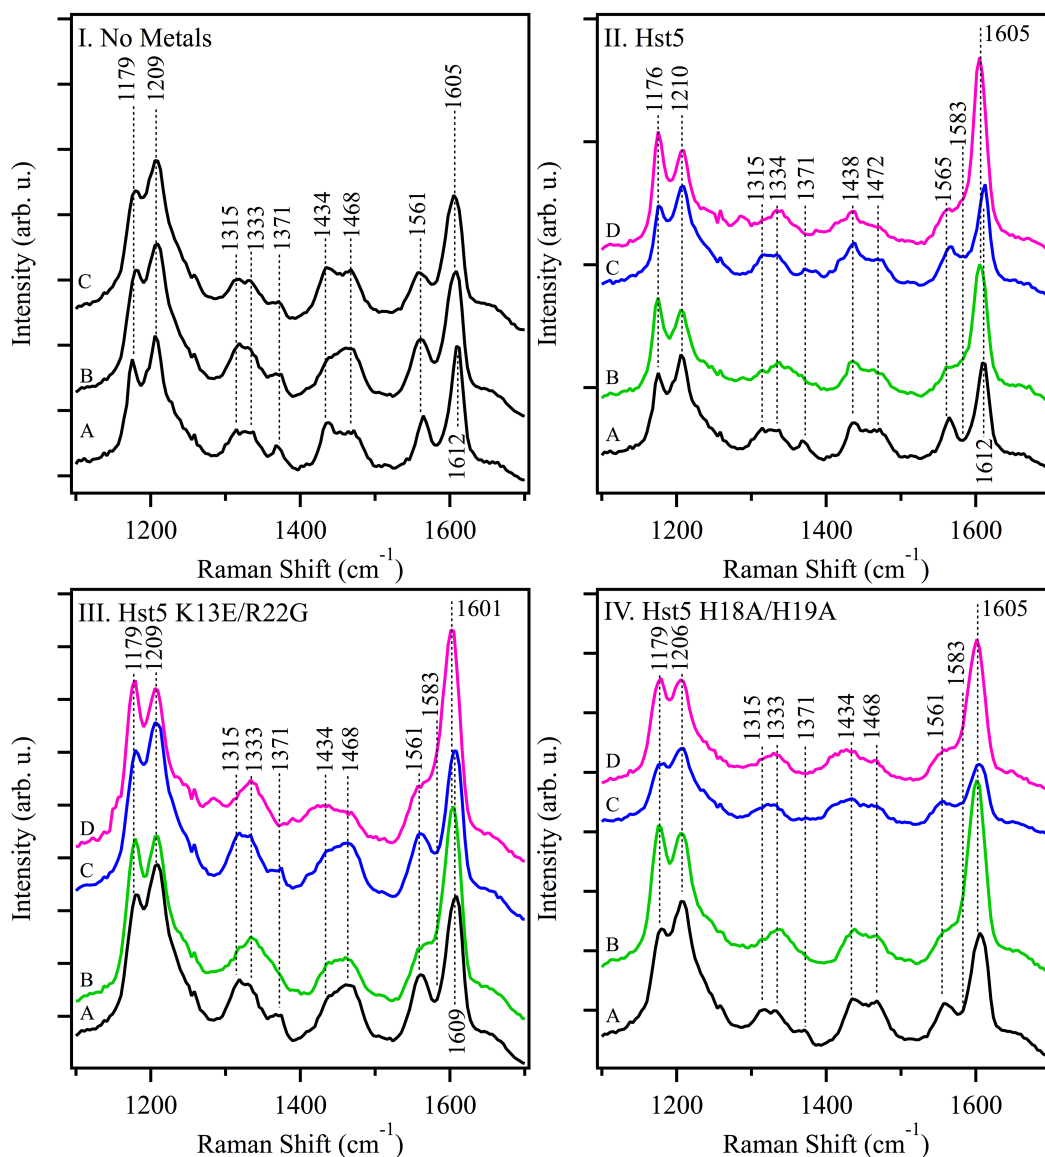 I. No Metals
1179 1209 1315 1333 1371 1434 1468 1561 1605
C
B
A
1612
Intensity (arb. u.)
1200 1400 1600
Raman Shift (cm⁻¹)
II. Hst5
1605
1176 1210 1315 1334 1371 1438 1472 1565 1583
D
C
B
A
1612
Intensity (arb. u.)
1200 1400 1600
Raman Shift (cm⁻¹)
III. Hst5 K13E/R22G
1601
1179 1209 1315 1333 1371 1434 1468 1561 1583
D
C
B
A
1609
Intensity (arb. u.)
1200 1400 1600
Raman Shift (cm⁻¹)
IV. Hst5 H18A/H19A
1605
1179 1206 1315 1333 1371 1434 1468 1561 1583
D
C
B
A
Intensity (arb. u.)
1200 1400 1600
Raman Shift (cm⁻¹)